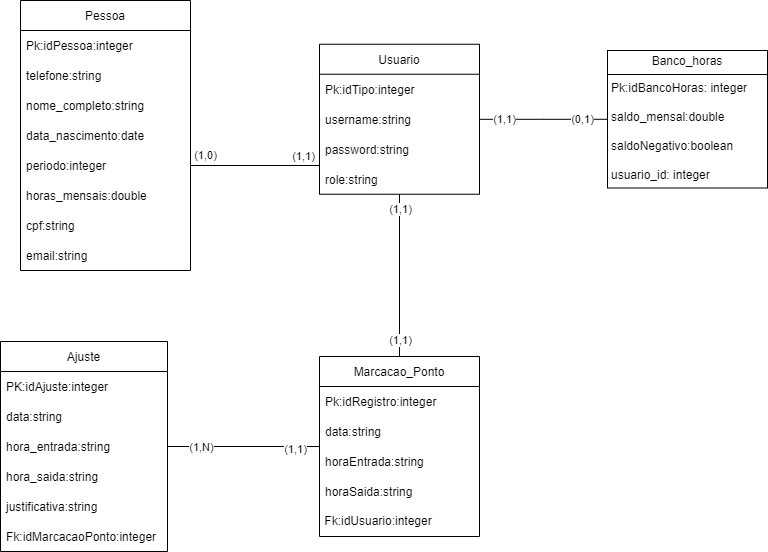 Pessoa
Pk:idPessoa:integer
telefone:string
nome_completo:string
data_nascimento:date
periodo:integer
horas_mensais:double
cpf:string
email:string
(1,0)
(1,1)
Usuario
Pk:idTipo:integer
username:string
password:string
role:string
(1,1)
(0,1)
Banco_horas
Pk:idBancoHoras: integer
saldo_mensal:double
saldoNegativo:boolean
usuario_id: integer
(1,1)
(1,1)
Ajuste
PK:idAjuste:integer
data:string
hora_entrada:string
hora_saida:string
justificativa:string
Fk:idMarcacaoPonto:integer
(1,N)
(1,1)
Marcacao_Ponto
Pk:idRegistro:integer
data:string
horaEntrada:string
horaSaida:string
Fk:idUsuario:integer